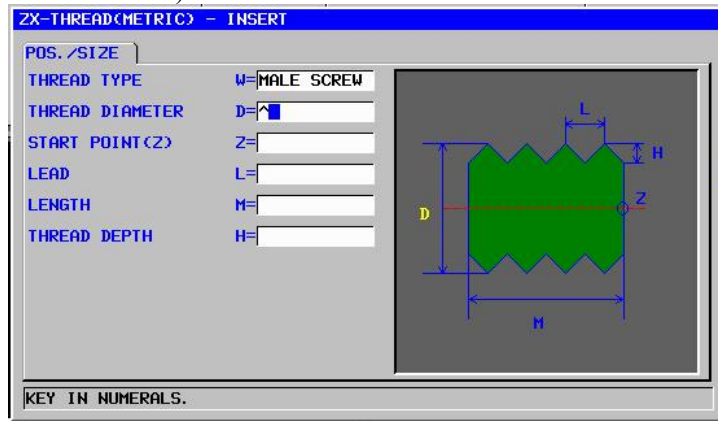 ZX-THREAD(METRIC) - INSERT
POS./SIZE
THREAD TYPE W=MALE SCREW
THREAD DIAMETER D=^
START POINT(Z) Z=
LEAD L=
LENGTH M=
THREAD DEPTH H=
L
H
Z
D
M
KEY IN NUMERALS.